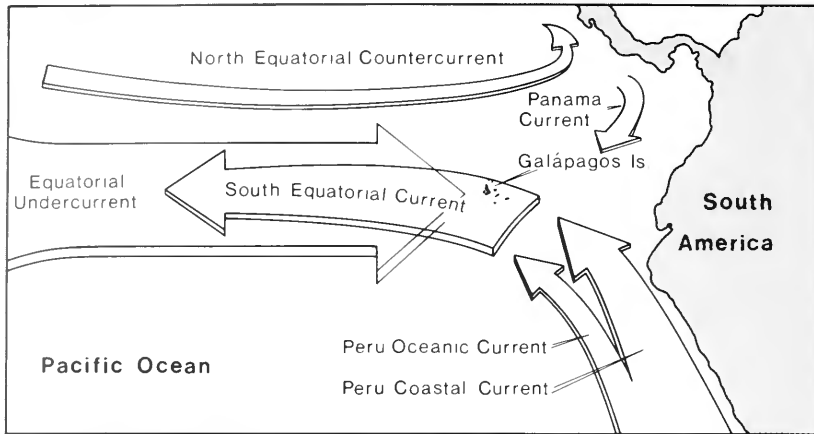 North Equatorial Countercurrent
Panama
Current
Galápagos Is
Equatorial
Undercurrent
South Equatorial Current
South
America
Peru Oceanic Current
Peru Coastal Current
Pacific Ocean